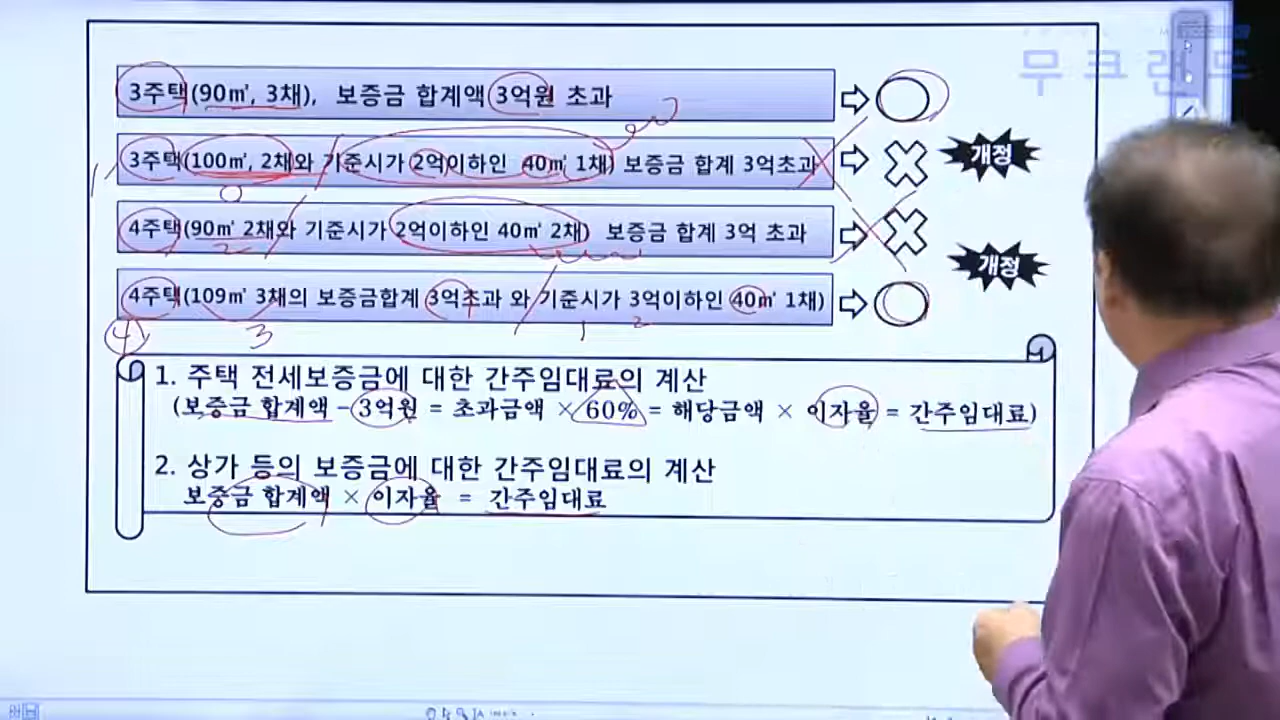 무크랜드
3주택(90㎡, 3채), 보증금 합계액 3억원 초과
3주택(100㎡, 2채와 기준시가 2억이하인 40㎡ 1채) 보증금 합계 3억초과
개정
4주택(90㎡ 2채와 기준시가 2억이하인 40㎡ 2채) 보증금 합계 3억 초과
개정
4주택(109㎡ 3채의 보증금합계 3억초과 와 기준시가 3억이하인 40㎡ 1채)
4 3 1 2
1. 주택 전세보증금에 대한 간주임대료의 계산
(보증금 합계액 - 3억원 = 초과금액 × 60% = 해당금액 × 이자율 = 간주임대료)
2. 상가 등의 보증금에 대한 간주임대료의 계산
보증금 합계액 × 이자율 = 간주임대료